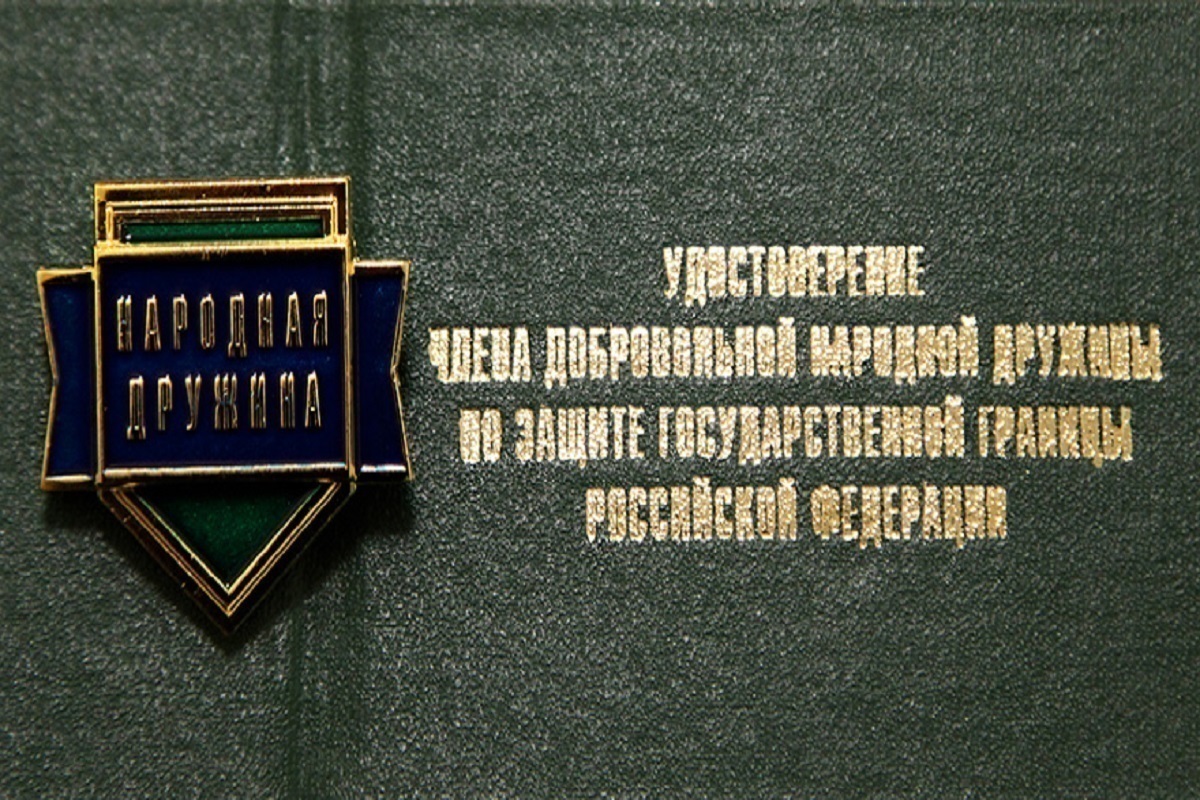 НАРОДНАЯ
ДРУЖИНА
УДОСТОВЕРЕНИЕ
ЧЛЕНА ДОБРОВОЛЬНОЙ НАРОДНОЙ ДРУЖИНЫ
ПО ЗАЩИТЕ ГОСУДАРСТВЕННОЙ ГРАНИЦЫ
РОССИЙСКОЙ ФЕДЕРАЦИИ